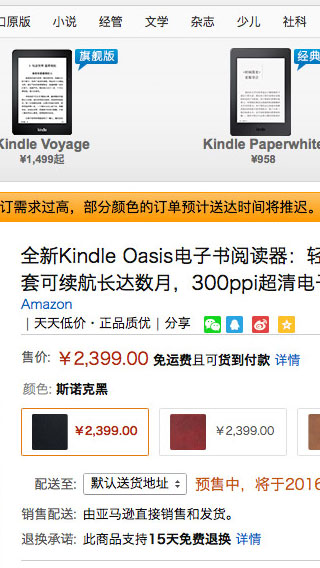 口原版 小说 经管 文学 杂志 少儿 社科
旗舰版
经典
kindle
kindle
Kindle Voyage
Kindle Paperwhite
¥1,499起
¥958
订需求过高，部分颜色的订单预计送达时间将推迟。
全新Kindle Oasis电子书阅读器：轻
套可续航长达数月，300ppi超清电子
Amazon
| 天天低价・正品质优 | 分享
售价: ¥2,399.00 免运费且可货到付款 详情
颜色: 斯诺克黑
¥2,399.00 ¥2,399.00
配送至: 默认送货地址 预售中，将于2016
销售配送: 由亚马逊直接销售和发货。
退换承诺: 此商品支持15天免费退换 详情